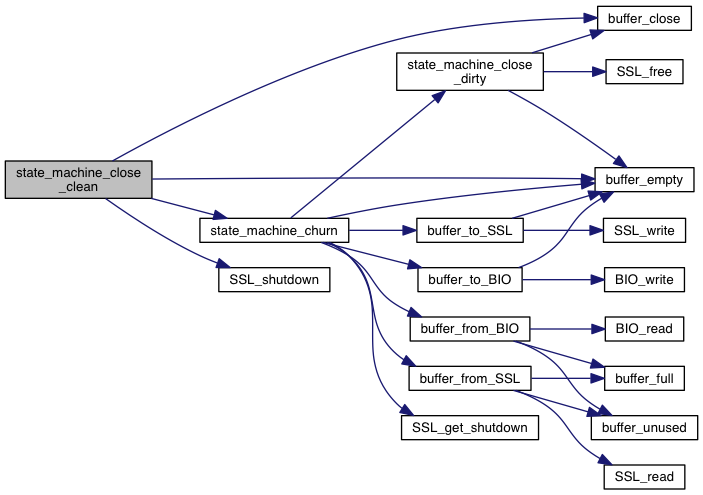 buffer_close
state_machine_close
_dirty
SSL_free
state_machine_close
_clean
buffer_empty
state_machine_churn
buffer_to_SSL
SSL_write
SSL_shutdown
buffer_to_BIO
BIO_write
buffer_from_BIO
BIO_read
buffer_from_SSL
buffer_full
SSL_get_shutdown
buffer_unused
SSL_read